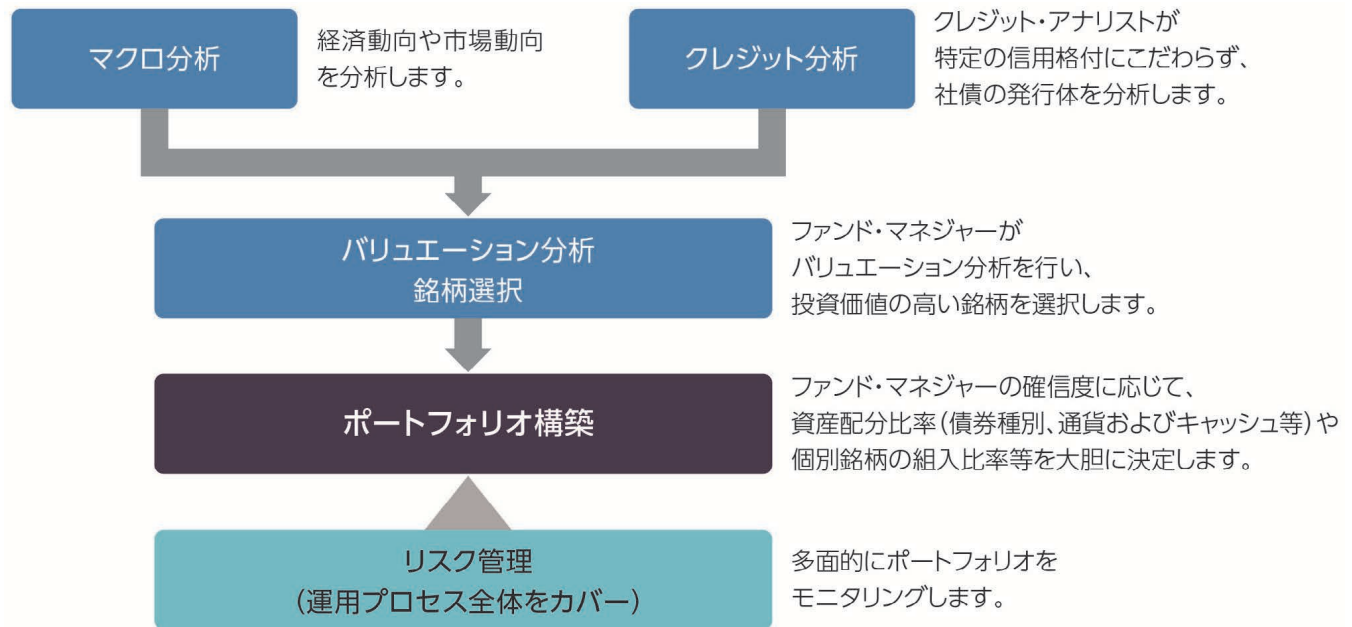 マクロ分析
経済動向や市場動向
を分析します。
クレジット分析
クレジット・アナリストが
特定の信用格付にこだわらず、
社債の発行体を分析します。
バリュエーション分析
銘柄選択
ファンド・マネジャーが
バリュエーション分析を行い、
投資価値の高い銘柄を選択します。
ポートフォリオ構築
ファンド・マネジャーの確信度に応じて、
資産配分比率(債券種別、通貨およびキャッシュ等)や
個別銘柄の組入比率等を大胆に決定します。
リスク管理
(運用プロセス全体をカバー)
多面的にポートフォリオを
モニタリングします。